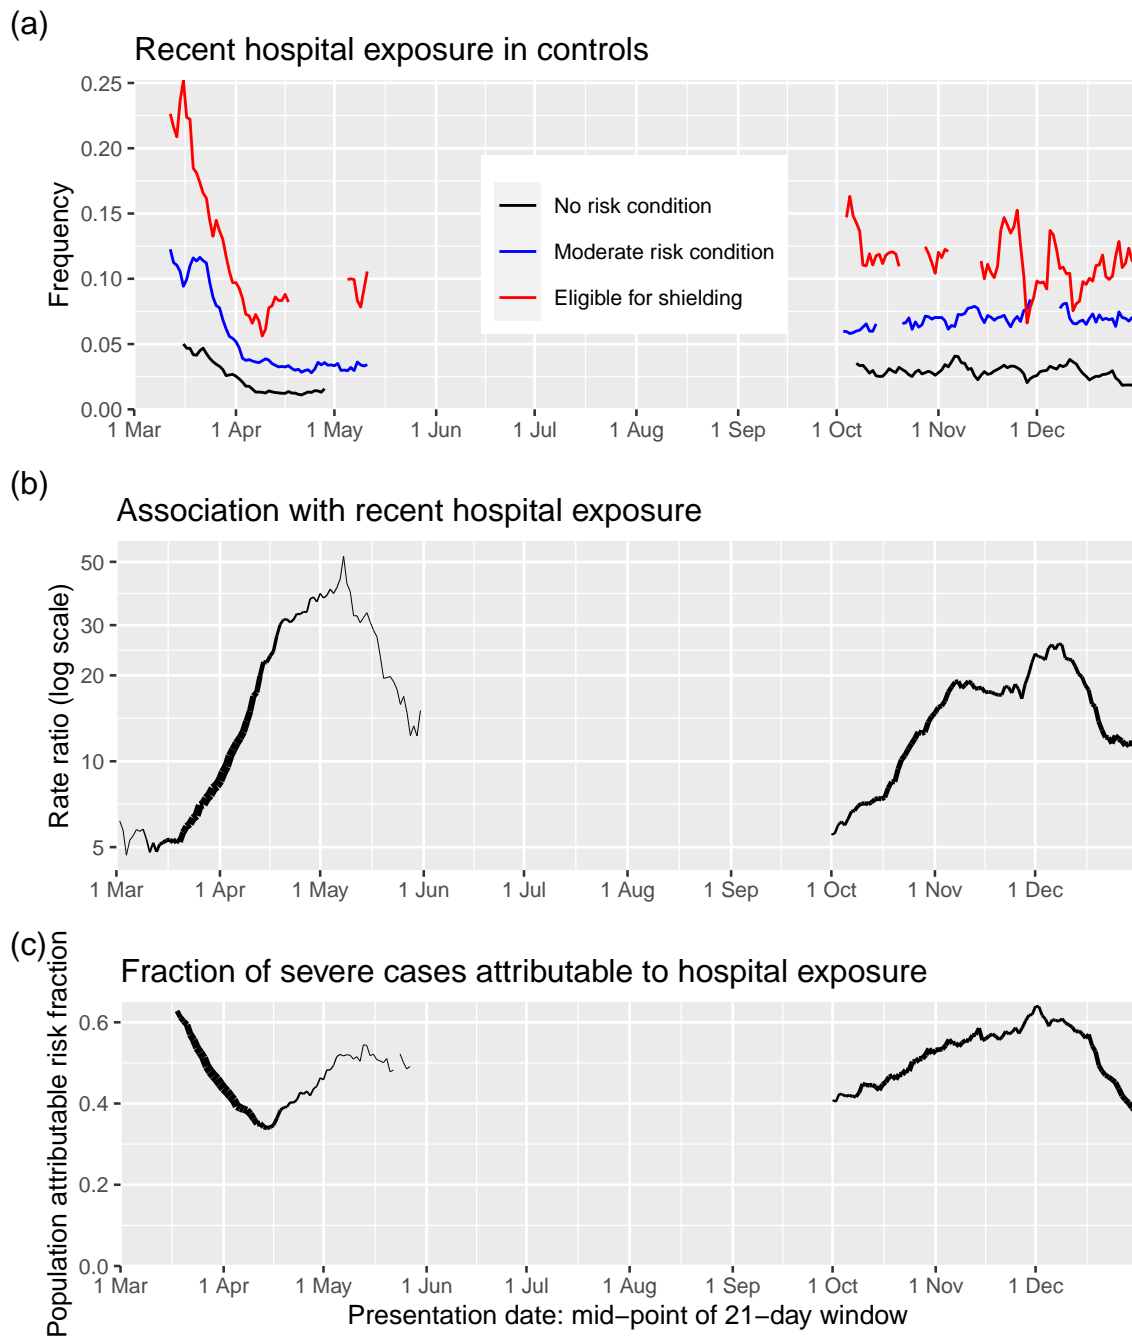 (a)
Recent hospital exposure in controls
Frequency
0.25
0.20
0.15
0.10
0.05
0.00
No risk condition
Moderate risk condition
Eligible for shielding
1 Mar 1 Apr 1 May 1 Jun 1 Jul 1 Aug 1 Sep 1 Oct 1 Nov 1 Dec
(b)
Association with recent hospital exposure
Rate ratio (log scale)
50
30
20
10
5
1 Mar 1 Apr 1 May 1 Jun 1 Jul 1 Aug 1 Sep 1 Oct 1 Nov 1 Dec
(c)
Fraction of severe cases attributable to hospital exposure
Population attributable risk fraction
0.6
0.4
0.2
0.0
1 Mar 1 Apr 1 May 1 Jun 1 Jul 1 Aug 1 Sep 1 Oct 1 Nov 1 Dec
Presentation date: mid−point of 21−day window